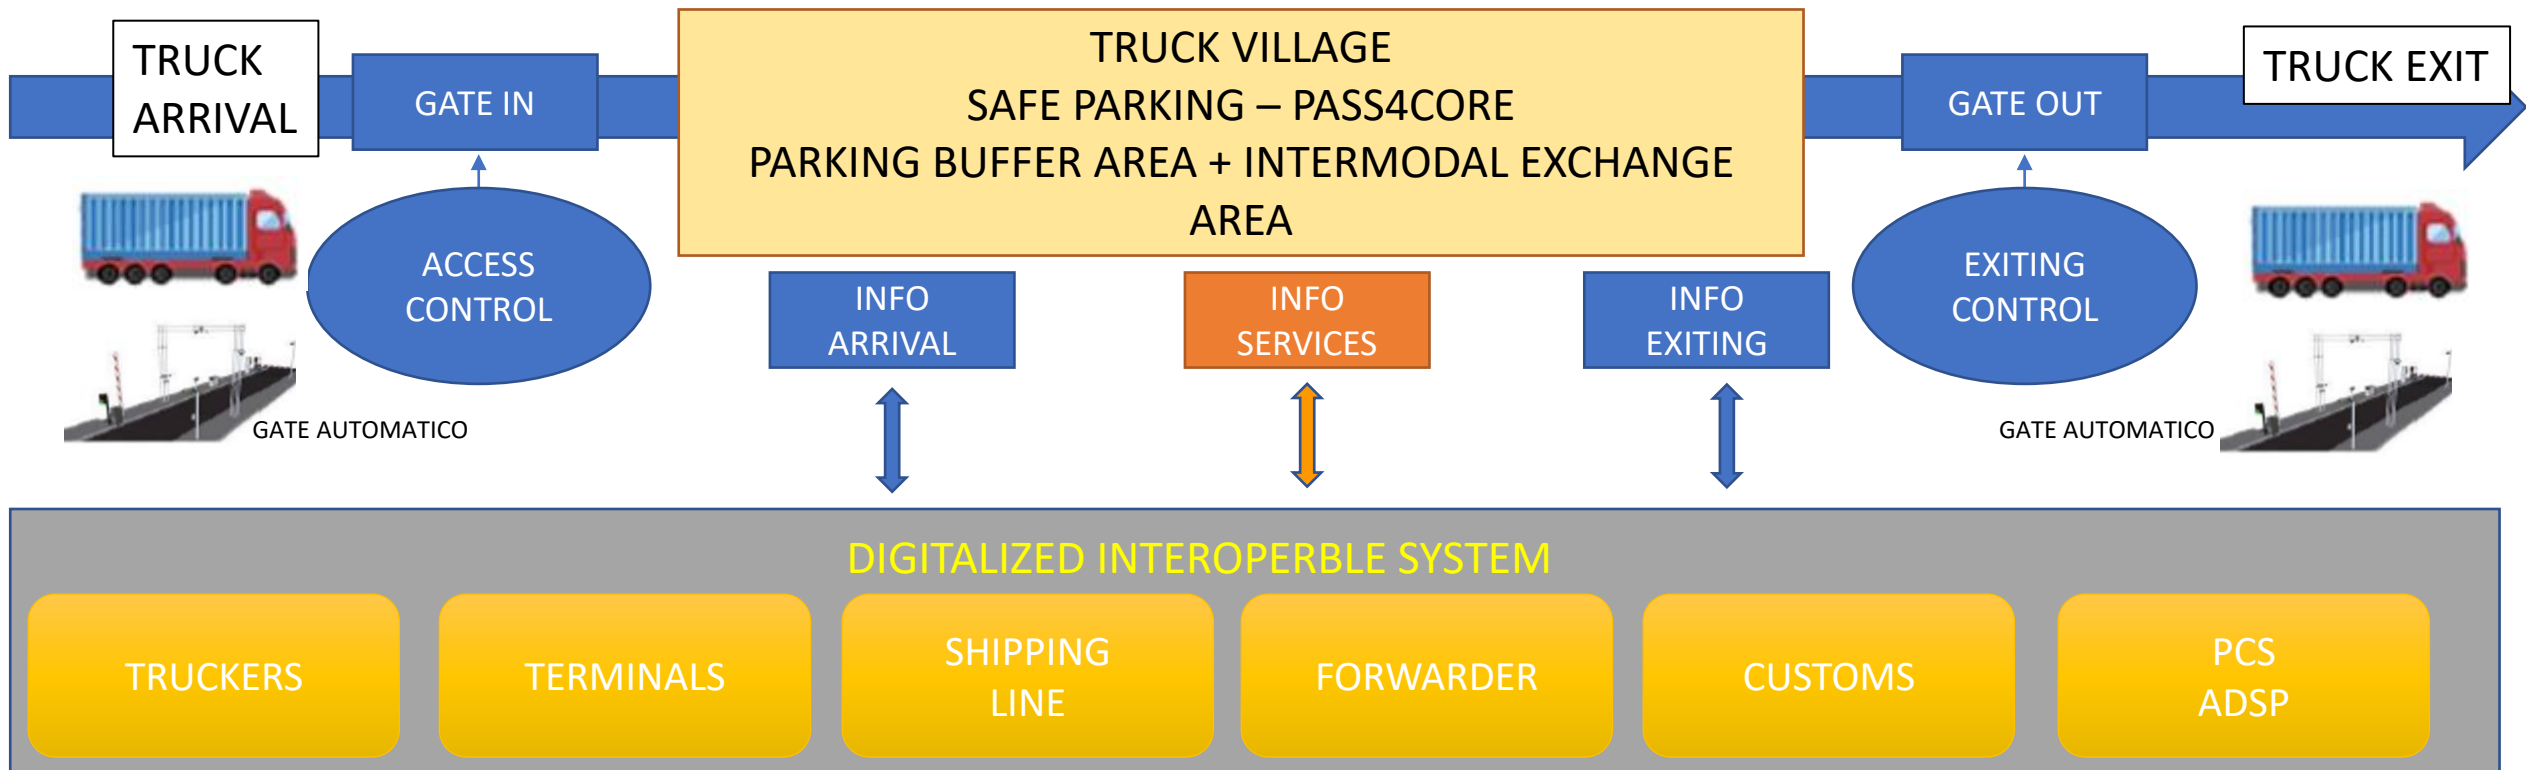 TRUCK
ARRIVAL
GATE IN
TRUCK VILLAGE
SAFE PARKING – PASS4CORE
PARKING BUFFER AREA + INTERMODAL EXCHANGE
AREA
GATE OUT
TRUCK EXIT
ACCESS
CONTROL
INFO
ARRIVAL
INFO
SERVICES
INFO
EXITING
EXITING
CONTROL
GATE AUTOMATICO
GATE AUTOMATICO
DIGITALIZED INTEROPERBLE SYSTEM
TRUCKERS
TERMINALS
SHIPPING
LINE
FORWARDER
CUSTOMS
PCS
ADSP